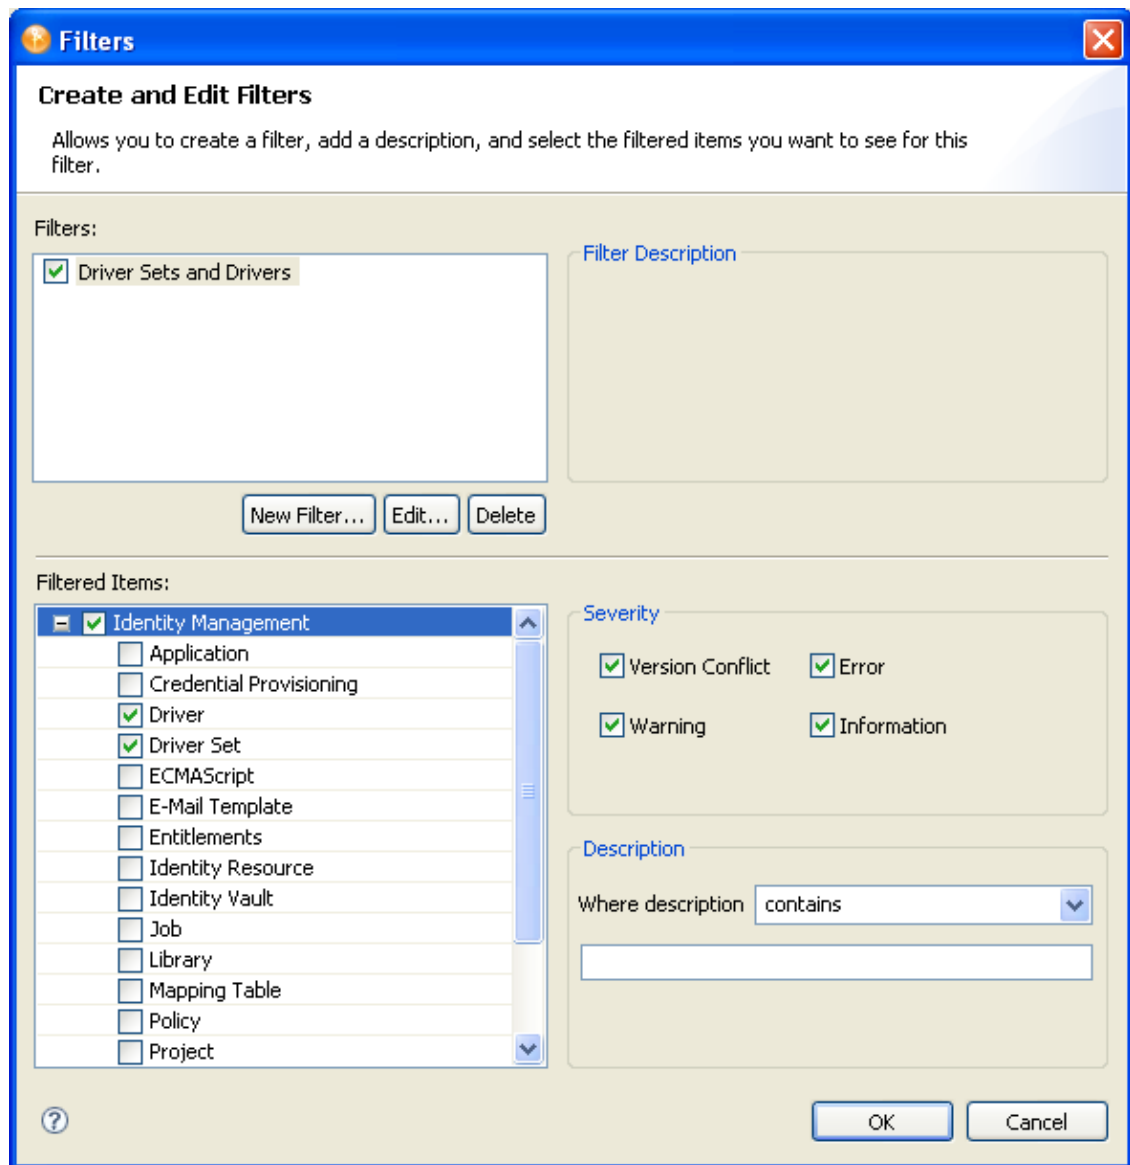 Filters
Create and Edit Filters
Allows you to create a filter, add a description, and select the filtered items you want to see for this
filter.
Filters:
Driver Sets and Drivers
Filter Description
New Filter... Edit... Delete
Filtered Items:
Identity Management
Application
Credential Provisioning
Driver
Driver Set
ECMAScript
E-Mail Template
Entitlements
Identity Resource
Identity Vault
Job
Library
Mapping Table
Policy
Project
Severity
Version Conflict Error
Warning Information
Description
Where description contains
? OK Cancel